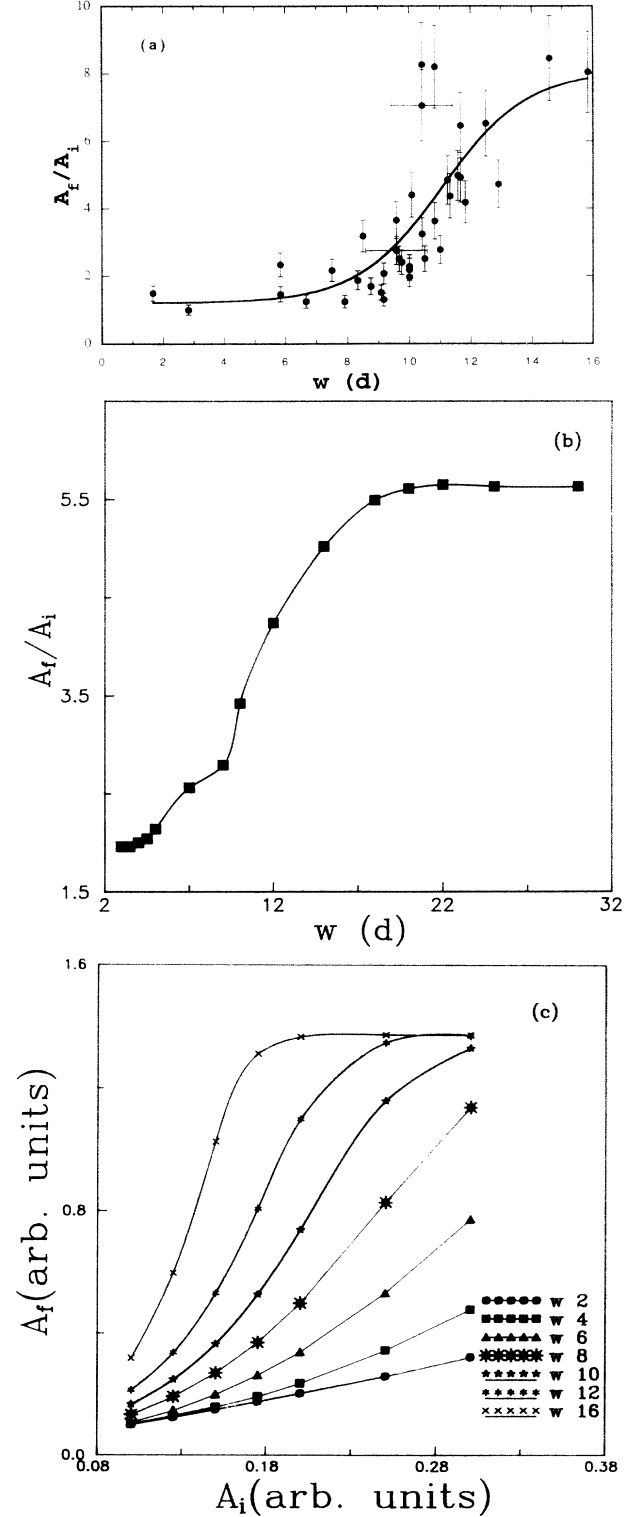 (a)
10
8
6
4
2
0
A_f/A_i
0 2 4 6 8 10 12 14 16
w (d)
(b)
5.5
3.5
1.5
A_f/A_i
2 12 22 32
w (d)
(c)
1.6
0.8
0.0
A_f(arb. units)
w 2
w 4
w 6
w 8
w 10
w 12
w 16
0.08 0.18 0.28 0.38
A_i(arb. units)